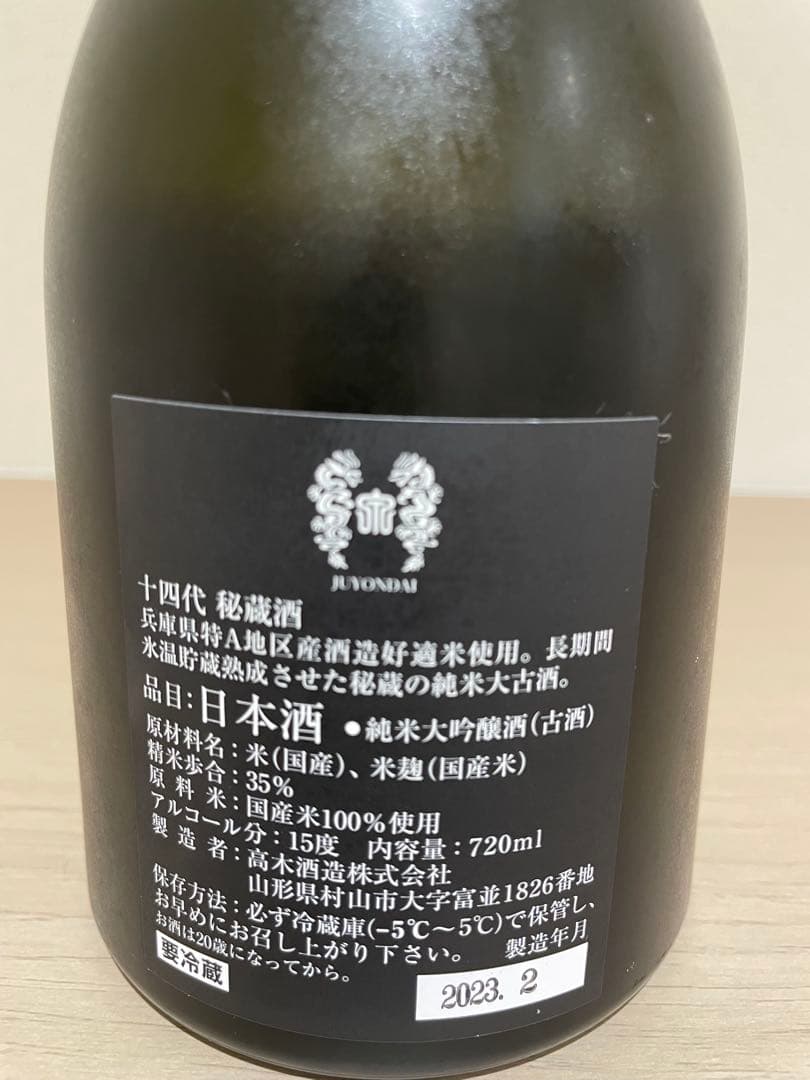 JUYONDAI
十四代 秘蔵酒
兵庫県特A地区産酒造好適米使用。長期間
氷温貯蔵熟成させた秘蔵の純米大古酒。
品目:日本酒 ●純米大吟醸酒(古酒)
原材料名:米(国産)、米麹(国産米)
精米歩合:35%
原料米:国産米100%使用
アルコール分:15度 内容量:720ml
製造者:高木酒造株式会社
山形県村山市大字富並1826番地
保存方法:必ず冷蔵庫(-5℃~5℃)で保管し、
お早めにお召し上がり下さい。 製造年月
お酒は20歳になってから。
要冷蔵
2023. 2